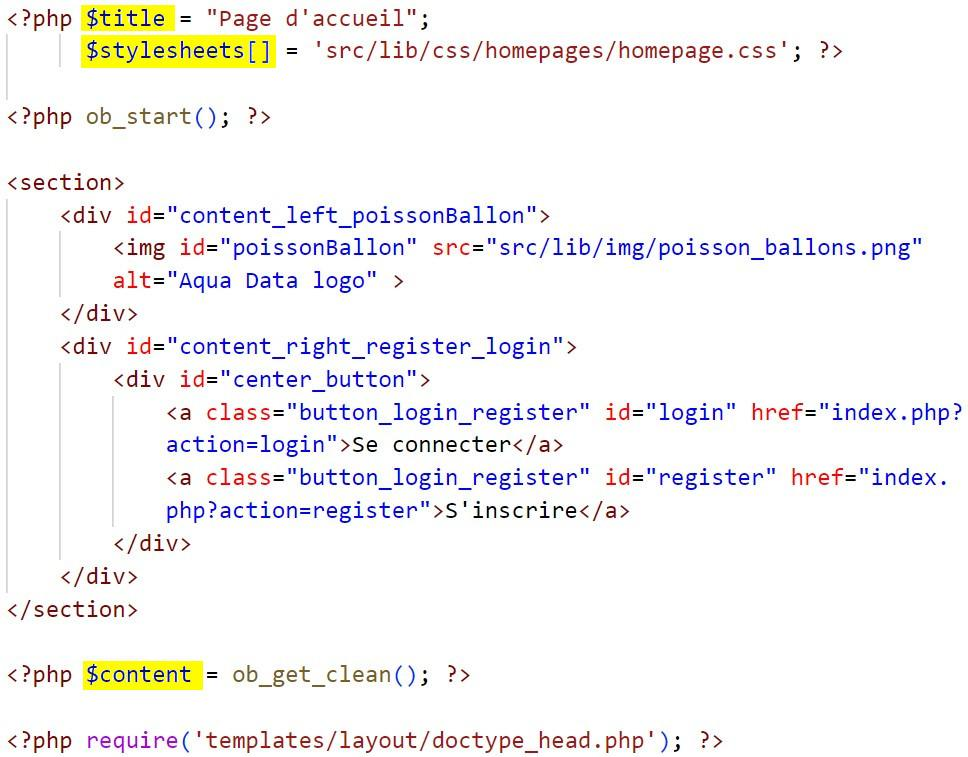 <?php $title = "Page d'accueil";
$stylesheets[] = 'src/lib/css/homepages/homepage.css'; ?>
<?php ob_start(); ?>
<section>
<div id="content_left_poissonBallon">
<img id="poissonBallon" src="src/lib/img/poisson_ballons.png"
alt="Aqua Data logo" >
</div>
<div id="content_right_register_login">
<div id="center_button">
<a class="button_login_register" id="login" href="index.php?
action=login">Se connecter</a>
<a class="button_login_register" id="register" href="index.
php?action=register">S'inscrire</a>
</div>
</div>
</section>
<?php $content = ob_get_clean(); ?>
<?php require('templates/layout/doctype_head.php'); ?>